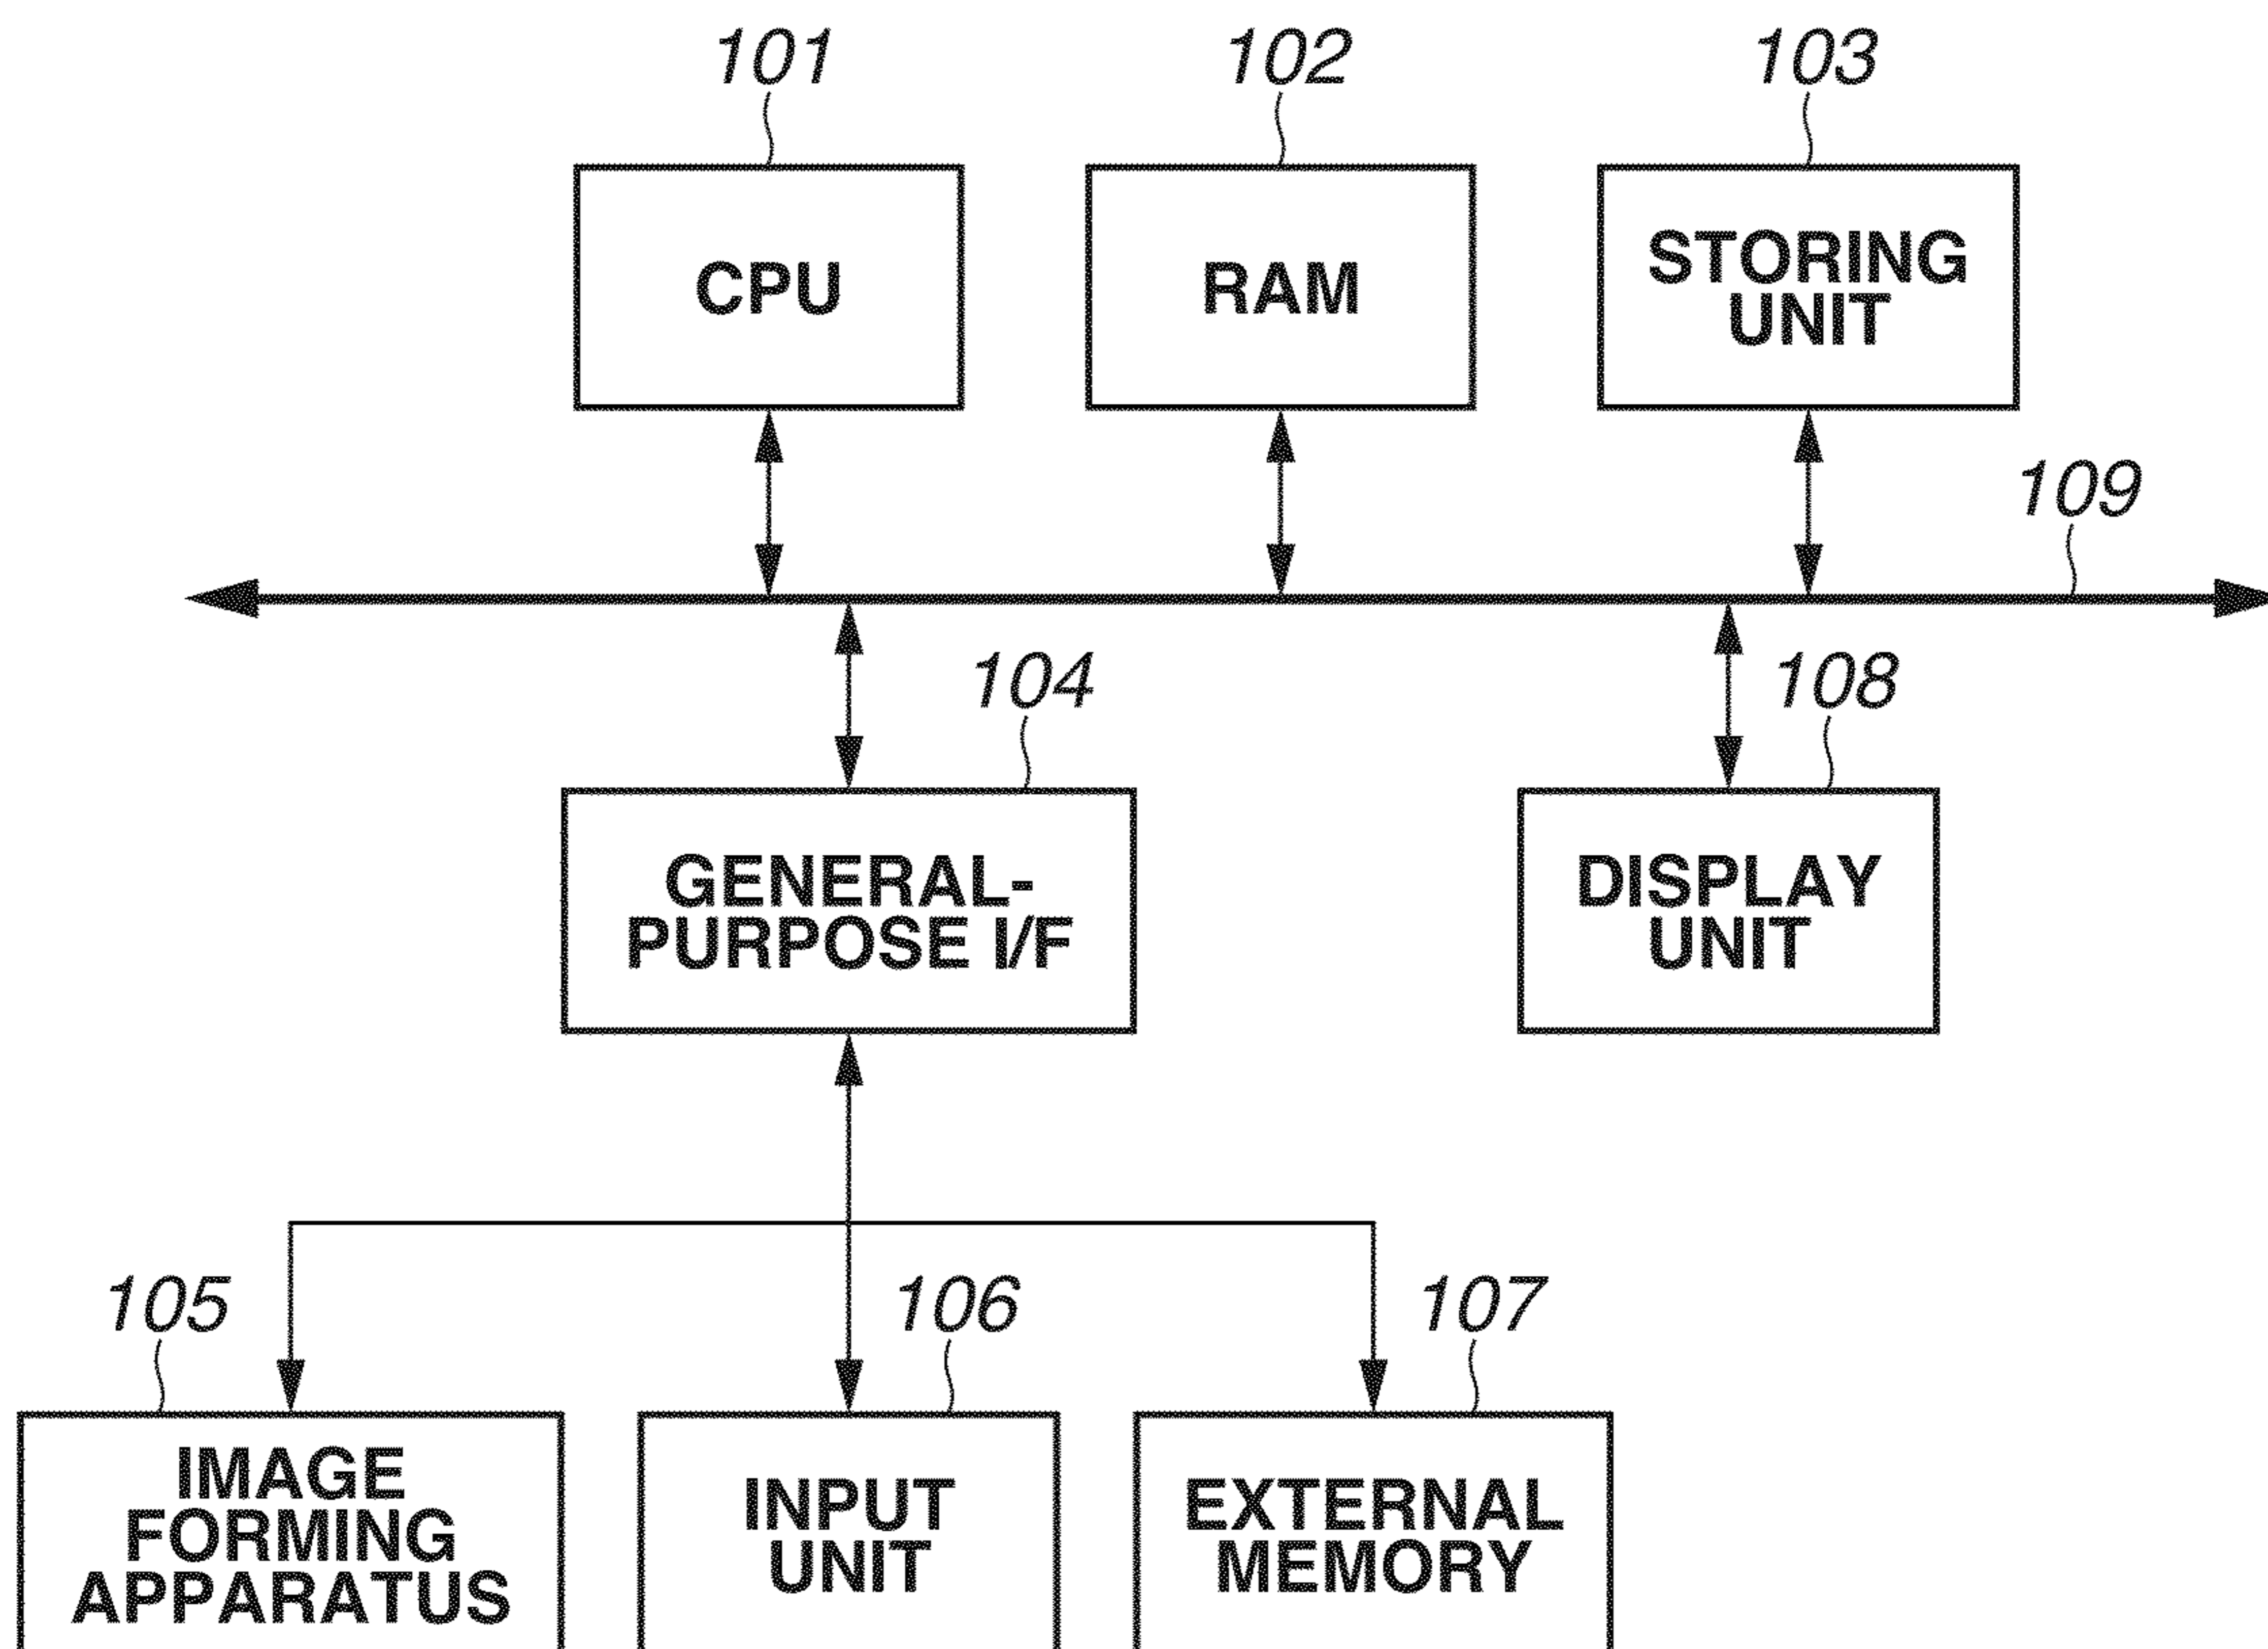 101
102
103
CPU
RAM
STORING
UNIT
109
104
108
GENERAL-
PURPOSE I/F
DISPLAY
UNIT
105
106
107
IMAGE
FORMING
APPARATUS
INPUT
UNIT
EXTERNAL
MEMORY